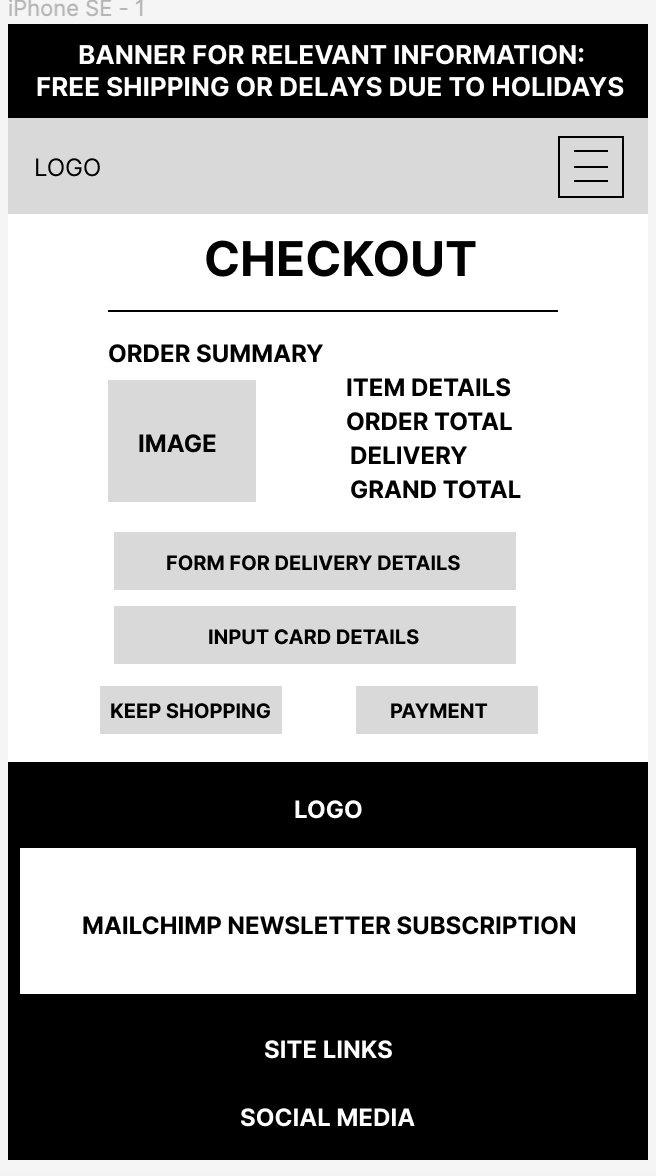 iPhone SE - 1
BANNER FOR RELEVANT INFORMATION:
FREE SHIPPING OR DELAYS DUE TO HOLIDAYS
LOGO
CHECKOUT
ORDER SUMMARY
IMAGE
ITEM DETAILS
ORDER TOTAL
DELIVERY
GRAND TOTAL
FORM FOR DELIVERY DETAILS
INPUT CARD DETAILS
KEEP SHOPPING
PAYMENT
LOGO
MAILCHIMP NEWSLETTER SUBSCRIPTION
SITE LINKS
SOCIAL MEDIA